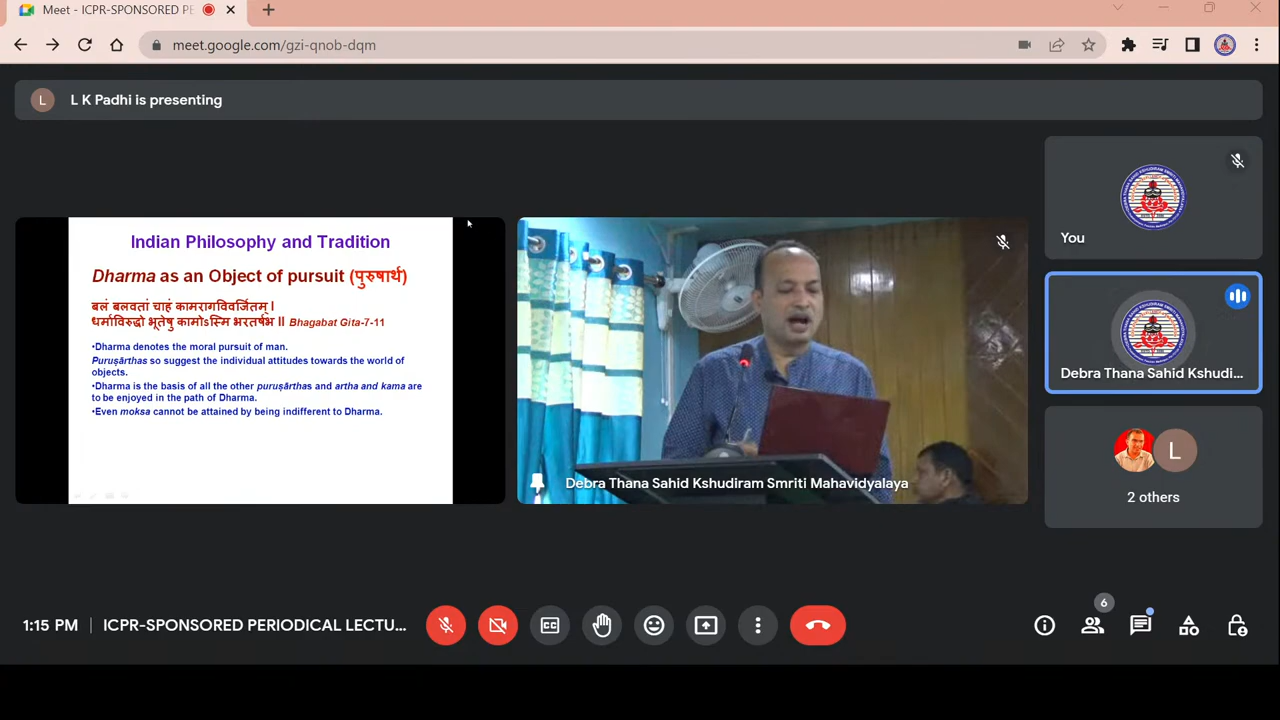 Meet - ICPR-SPONSORED PE
meet.google.com/gzi-qnob-dqm
L
L K Padhi is presenting
Indian Philosophy and Tradition
Dharma as an Object of pursuit (पुरुषार्थ)
बलं बलवतां चाहं कामरागविवर्जितम् ।
धर्माविरुद्धो भूतेषु कामोऽस्मि भरतर्षभ ॥ Bhagabat Gita-7-11
•Dharma denotes the moral pursuit of man.
Puruṣārthas so suggest the individual attitudes towards the world of
objects.
•Dharma is the basis of all the other puruṣārthas and artha and kama are
to be enjoyed in the path of Dharma.
•Even moksa cannot be attained by being indifferent to Dharma.
Debra Thana Sahid Kshudiram Smriti Mahavidyalaya
You
Debra Thana Sahid Kshudi...
L
2 others
1:15 PM | ICPR-SPONSORED PERIODICAL LECTU...
6